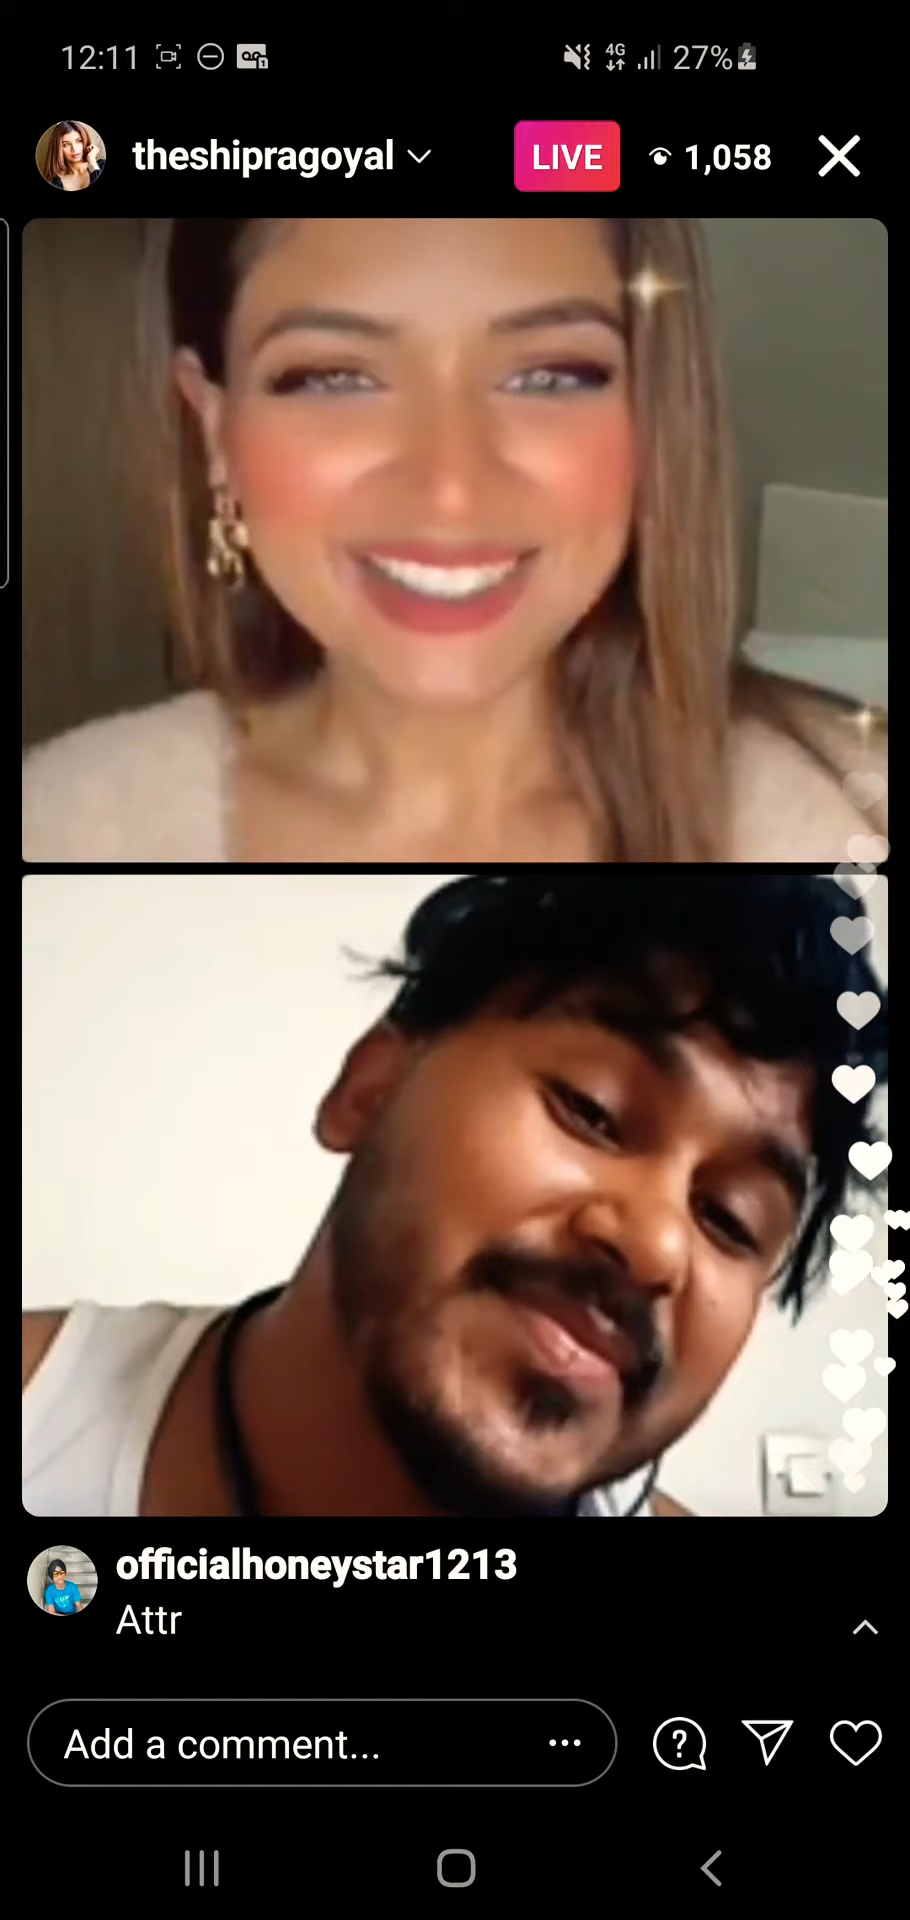 12:11
4G
27%
theshipragoyal
LIVE
1,058
officialhoneystar1213
Attr
Add a comment...